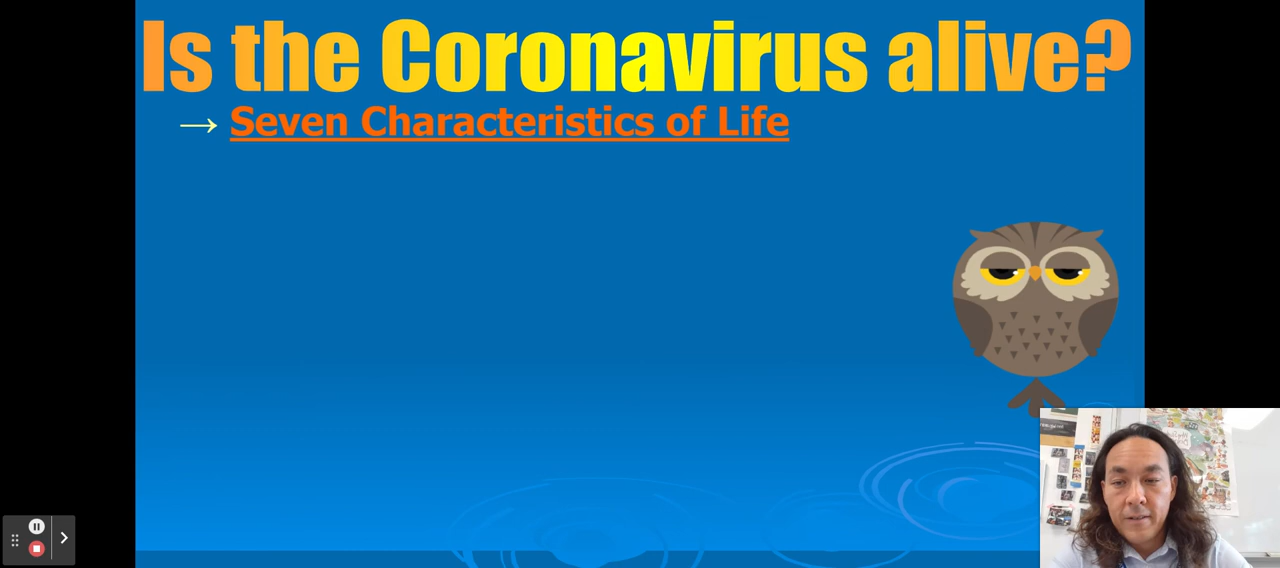 Is the Coronavirus alive?
→ Seven Characteristics of Life